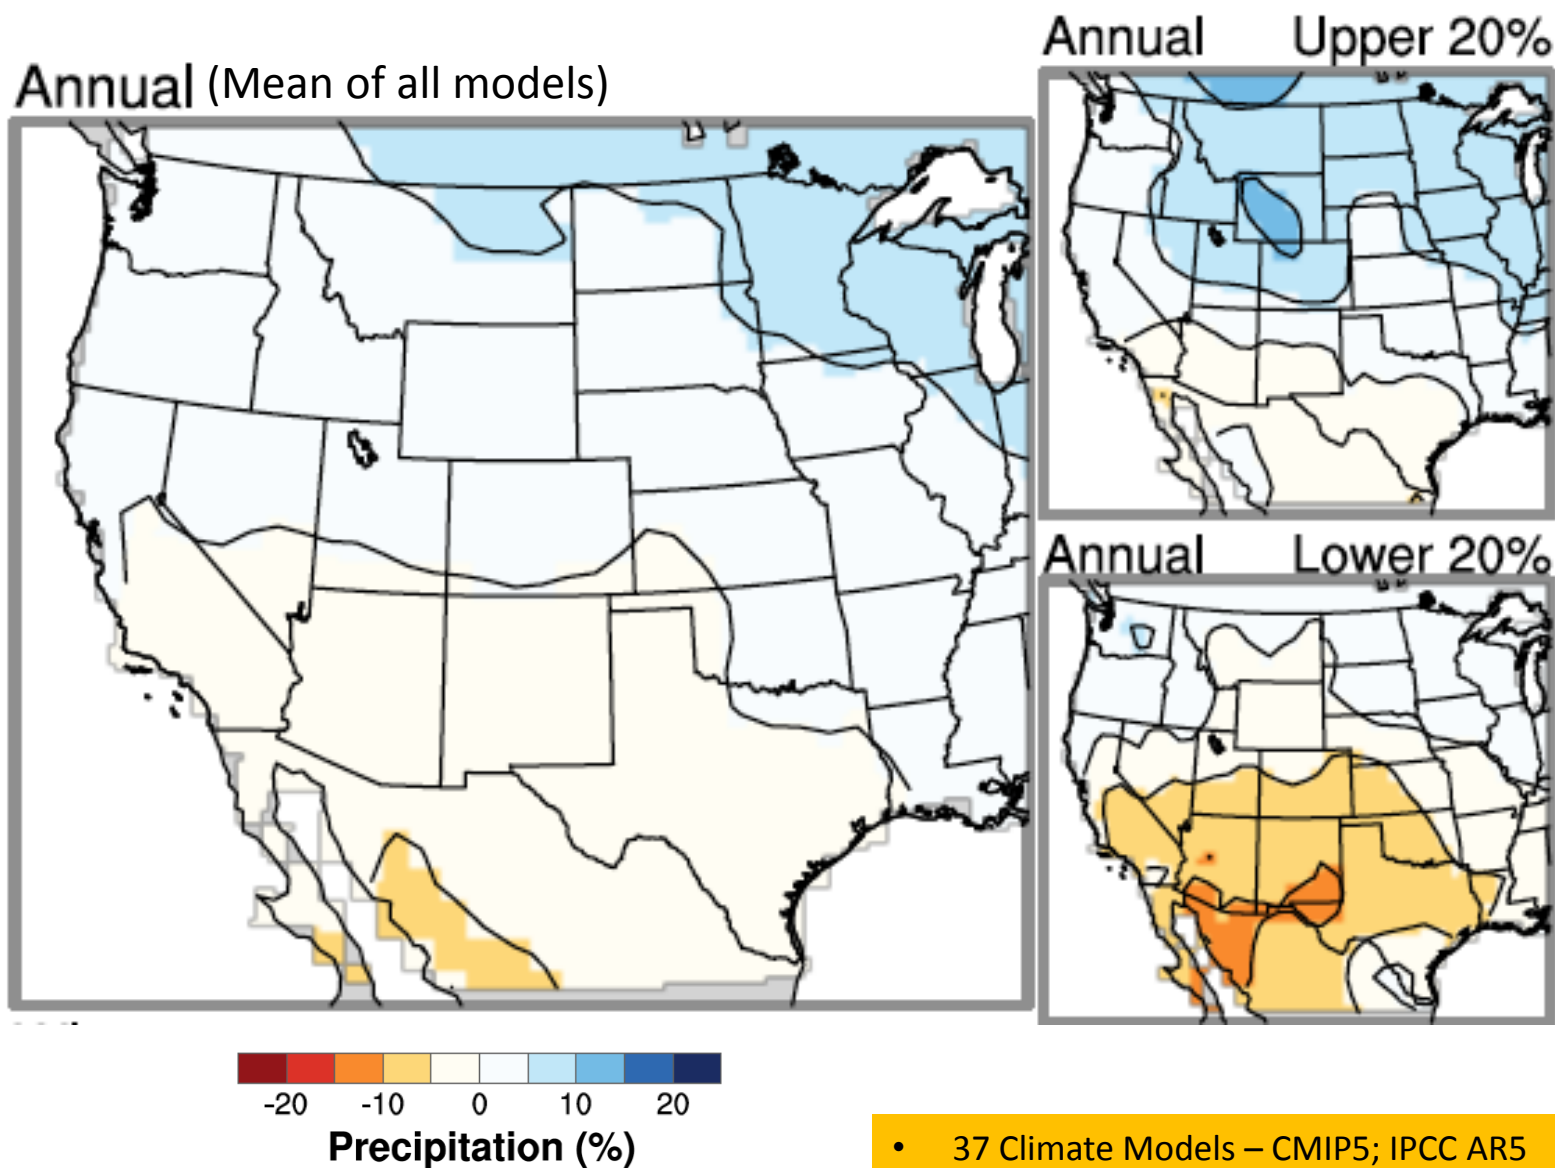 Annual (Mean of all models)
Annual Upper 20%
Annual Lower 20%
-20 -10 0 10 20
Precipitation (%)
• 37 Climate Models – CMIP5; IPCC AR5